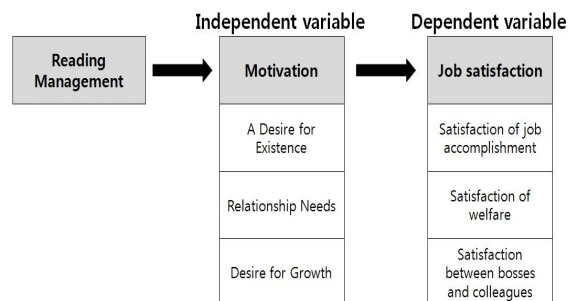 Independent variable
Dependent variable
Reading
Management
Motivation
Job satisfaction
A Desire for
Existence
Satisfaction of job
accomplishment
Relationship Needs
Satisfaction of
welfare
Desire for Growth
Satisfaction
between bosses
and colleagues